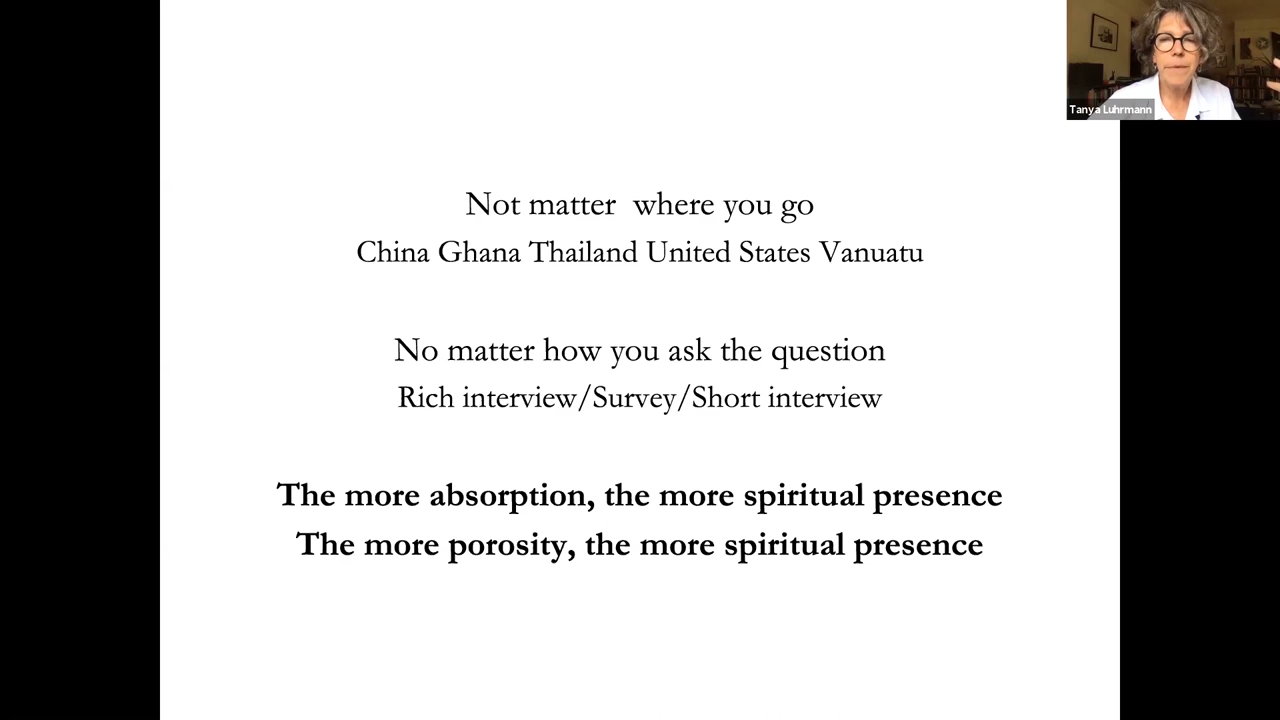 Tanya Luhrmann
Not matter where you go
China Ghana Thailand United States Vanuatu
No matter how you ask the question
Rich interview/Survey/Short interview
The more absorption, the more spiritual presence
The more porosity, the more spiritual presence